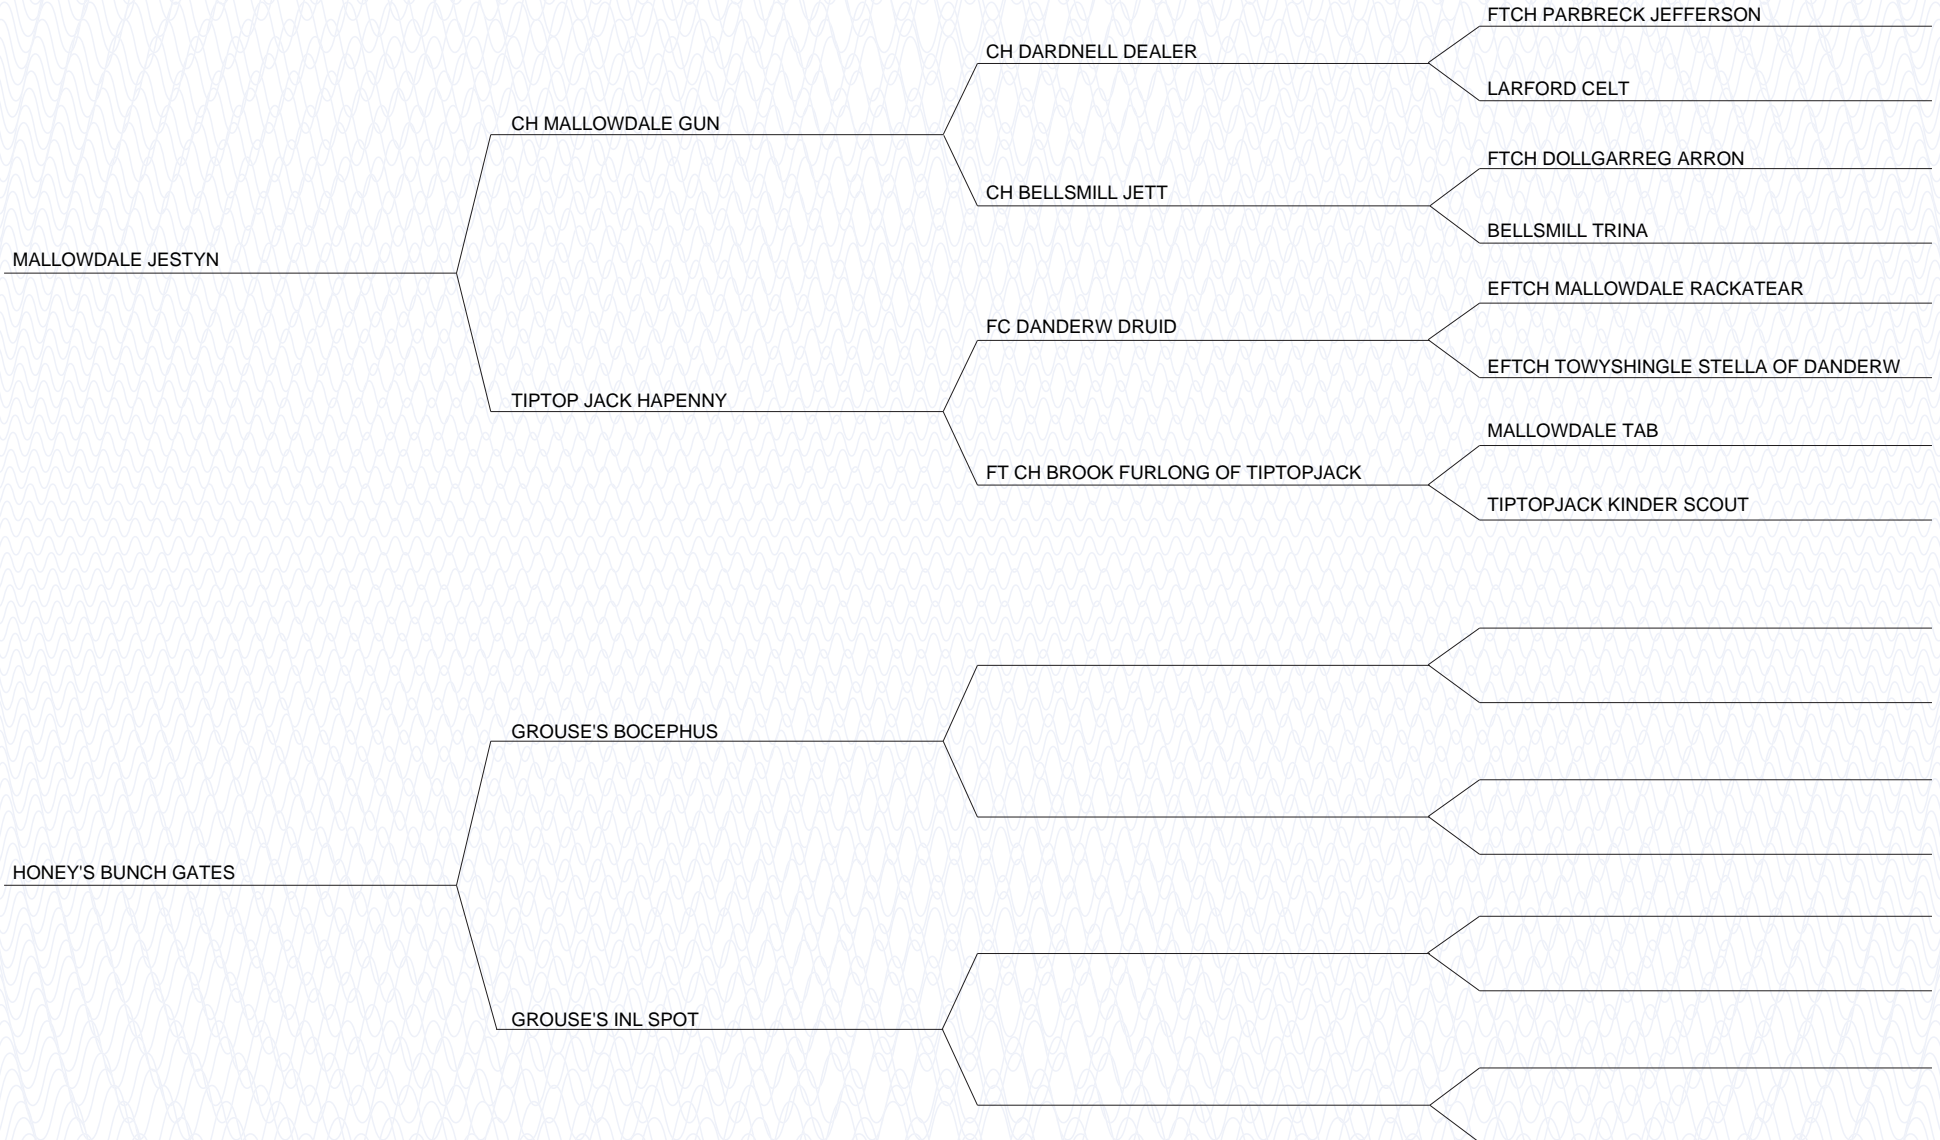 FTCH PARBRECK JEFFERSON
CH DARDNELL DEALER
LARFORD CELT
CH MALLOWDALE GUN
FTCH DOLLGARREG ARRON
CH BELLSMILL JETT
BELLSMILL TRINA
MALLOWDALE JESTYN
EFTCH MALLOWDALE RACKATEAR
FC DANDERW DRUID
EFTCH TOWYSHINGLE STELLA OF DANDERW
TIPTOP JACK HAPENNY
MALLOWDALE TAB
FT CH BROOK FURLONG OF TIPTOPJACK
TIPTOPJACK KINDER SCOUT
GROUSE'S BOCEPHUS
HONEY'S BUNCH GATES
GROUSE'S INL SPOT